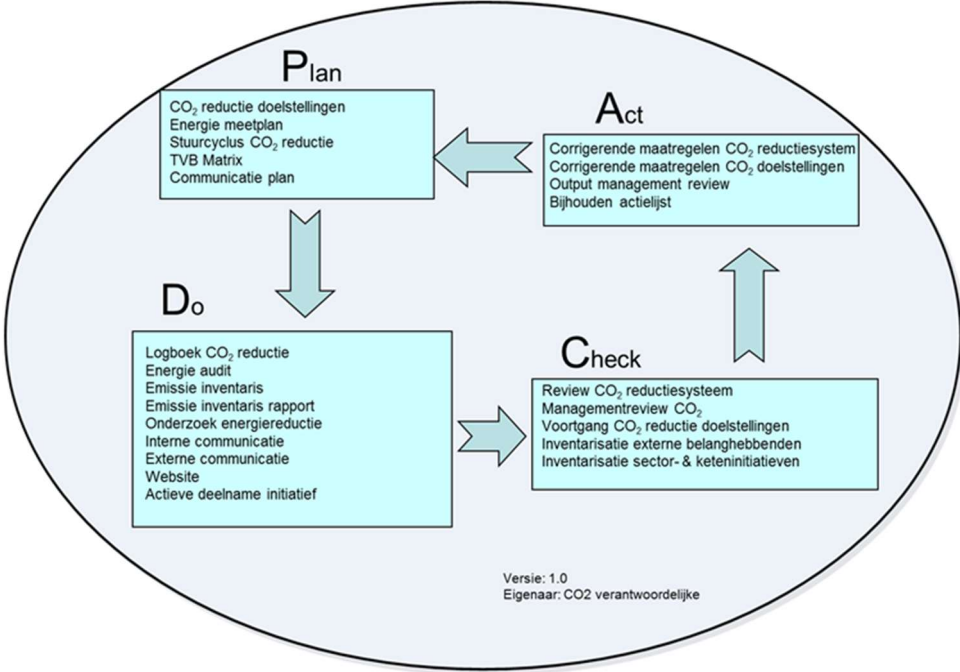 Plan
CO₂ reductie doelstellingen
Energie meetplan
Stuurcyclus CO₂ reductie
TVB Matrix
Communicatie plan
Act
Corrigerende maatregelen CO₂ reductiesystem
Corrigerende maatregelen CO₂ doelstellingen
Output management review
Bijhouden actielijst
Do
Logboek CO₂ reductie
Energie audit
Emissie inventaris
Emissie inventaris rapport
Onderzoek energiereductie
Interne communicatie
Externe communicatie
Website
Actieve deelname initiatief
Check
Review CO₂ reductiesysteem
Managementreview CO₂
Voortgang CO₂ reductie doelstellingen
Inventarisatie externe belanghebbenden
Inventarisatie sector- & keteninitiatieven
Versie: 1.0
Eigenaar: CO2 verantwoordelijke